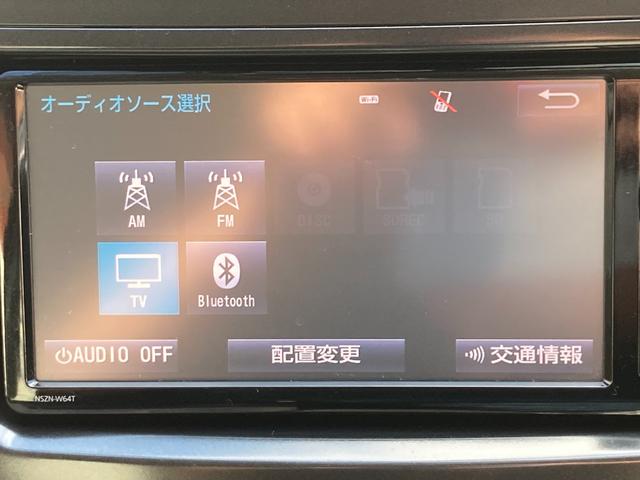 オーディオソース選択
Wi-Fi
AM
FM
DISC
SDREC
SD
TV
Bluetooth
AUDIO OFF
配置変更
交通情報
NSZN-W64T